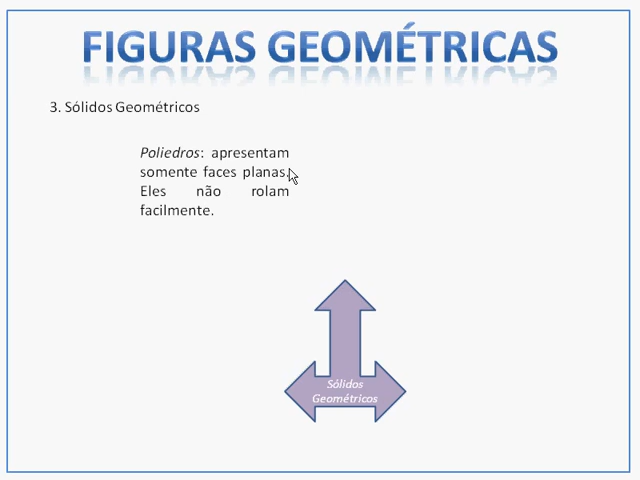 FIGURAS GEOMÉTRICAS
3. Sólidos Geométricos
Poliedros: apresentam
somente faces planas.
Eles não rolam
facilmente.
Sólidos
Geométricos